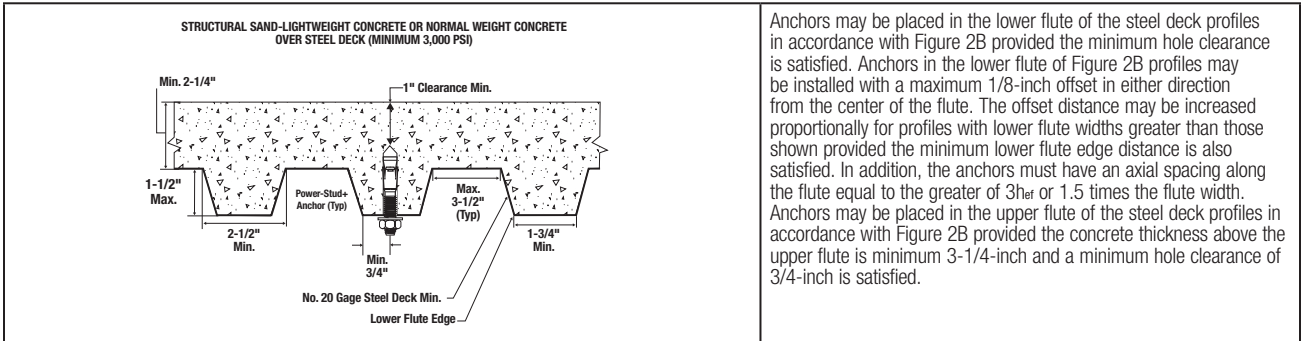 STRUCTURAL SAND-LIGHTWEIGHT CONCRETE OR NORMAL WEIGHT CONCRETE
OVER STEEL DECK (MINIMUM 3,000 PSI)
Min. 2-1/4"
1" Clearance Min.
1-1/2"
Max.
Power-Stud+
Anchor (Typ)
Max.
3-1/2"
(Typ)
2-1/2"
Min.
Min.
3/4"
1-3/4"
Min.
No. 20 Gage Steel Deck Min.
Lower Flute Edge
Anchors may be placed in the lower flute of the steel deck profiles
in accordance with Figure 2B provided the minimum hole clearance
is satisfied. Anchors in the lower flute of Figure 2B profiles may
be installed with a maximum 1/8-inch offset in either direction
from the center of the flute. The offset distance may be increased
proportionally for profiles with lower flute widths greater than those
shown provided the minimum lower flute edge distance is also
satisfied. In addition, the anchors must have an axial spacing along
the flute equal to the greater of 3hef or 1.5 times the flute width.
Anchors may be placed in the upper flute of the steel deck profiles in
accordance with Figure 2B provided the concrete thickness above the
upper flute is minimum 3-1/4-inch and a minimum hole clearance of
3/4-inch is satisfied.